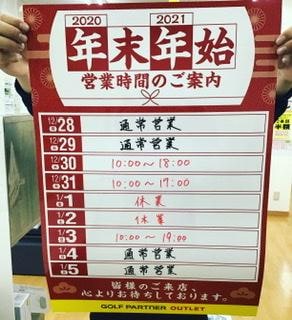 2020 2021
年末年始
営業時間のご案内
12/28 通常営業
12/29 通常営業
12/30 10:00～18:00
12/31 10:00～17:00
1/1 休業
1/2 休業
1/3 10:00～19:00
1/4 通常営業
1/5 通常営業
皆様のご来店、
心よりお待ちしております。
GOLF PARTNER OUTLET